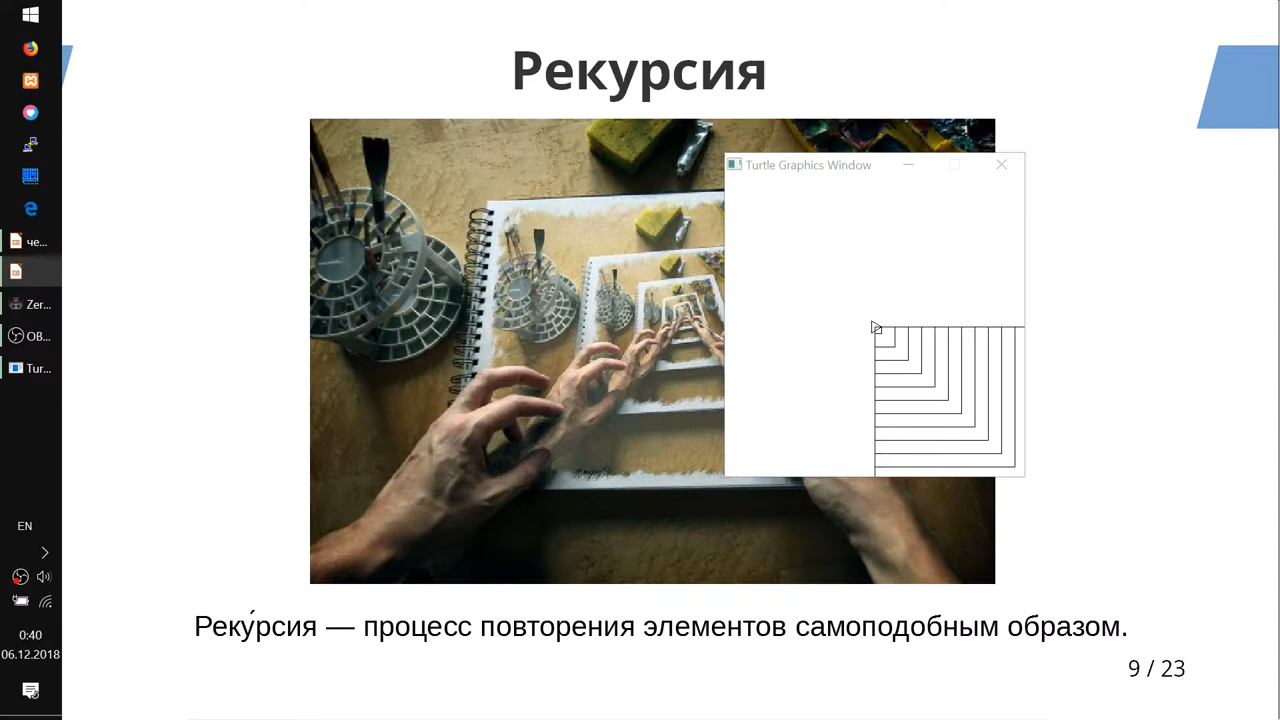 Рекурсия
Turtle Graphics Window
че...
Zer...
OB...
Tur...
EN
0:40
06.12.2018
Реку́рсия — процесс повторения элементов самоподобным образом.
9 / 23